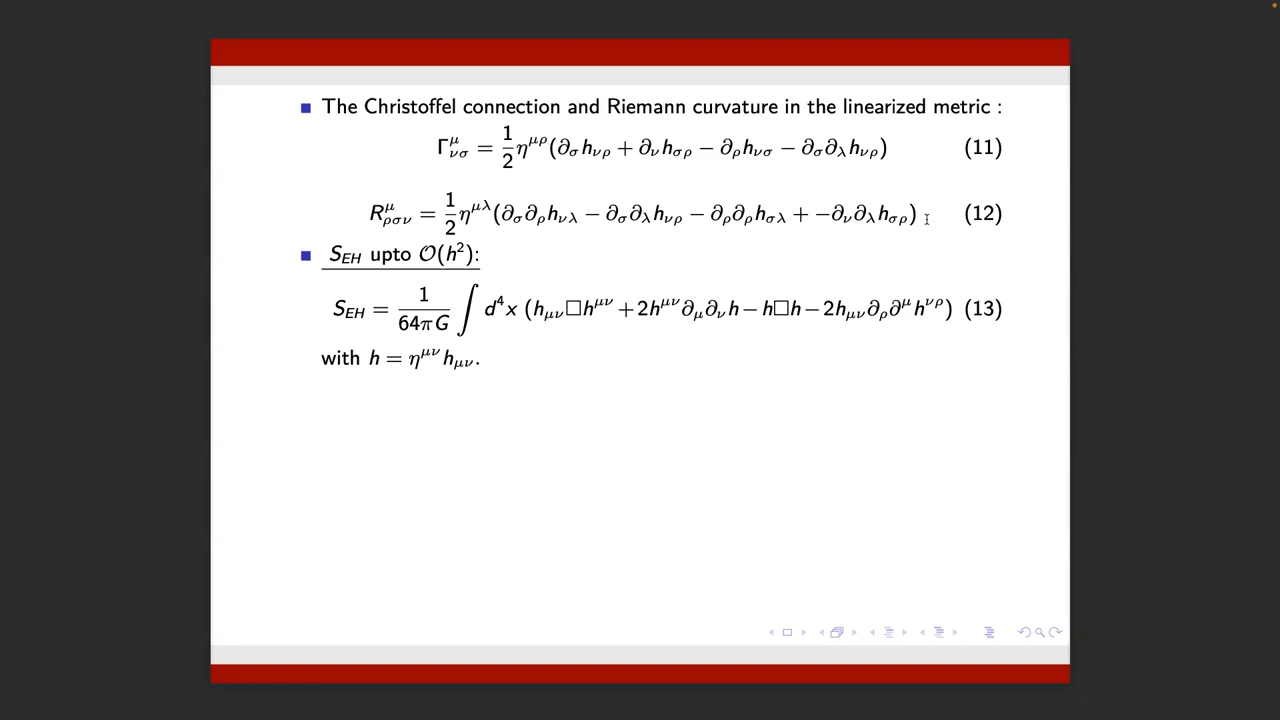 The Christoffel connection and Riemann curvature in the linearized metric :
Γ^μ_{νσ} = 1/2 η^{μρ}(∂_σ h_{νρ} + ∂_ν h_{σρ} − ∂_ρ h_{νσ} − ∂_σ ∂_λ h_{νρ}) (11)
R^μ_{ρσν} = 1/2 η^{μλ}(∂_σ ∂_ρ h_{νλ} − ∂_σ ∂_λ h_{νρ} − ∂_ρ ∂_ρ h_{σλ} + −∂_ν ∂_λ h_{σρ}) (12)
S_{EH} upto 𝒪(h²):
S_{EH} = 1/(64πG) ∫ d⁴x (h_{μν}□h^{μν} + 2h^{μν}∂_μ∂_ν h − h□h − 2h_{μν}∂_ρ∂^μ h^{νρ}) (13)
with h = η^{μν}h_{μν}.